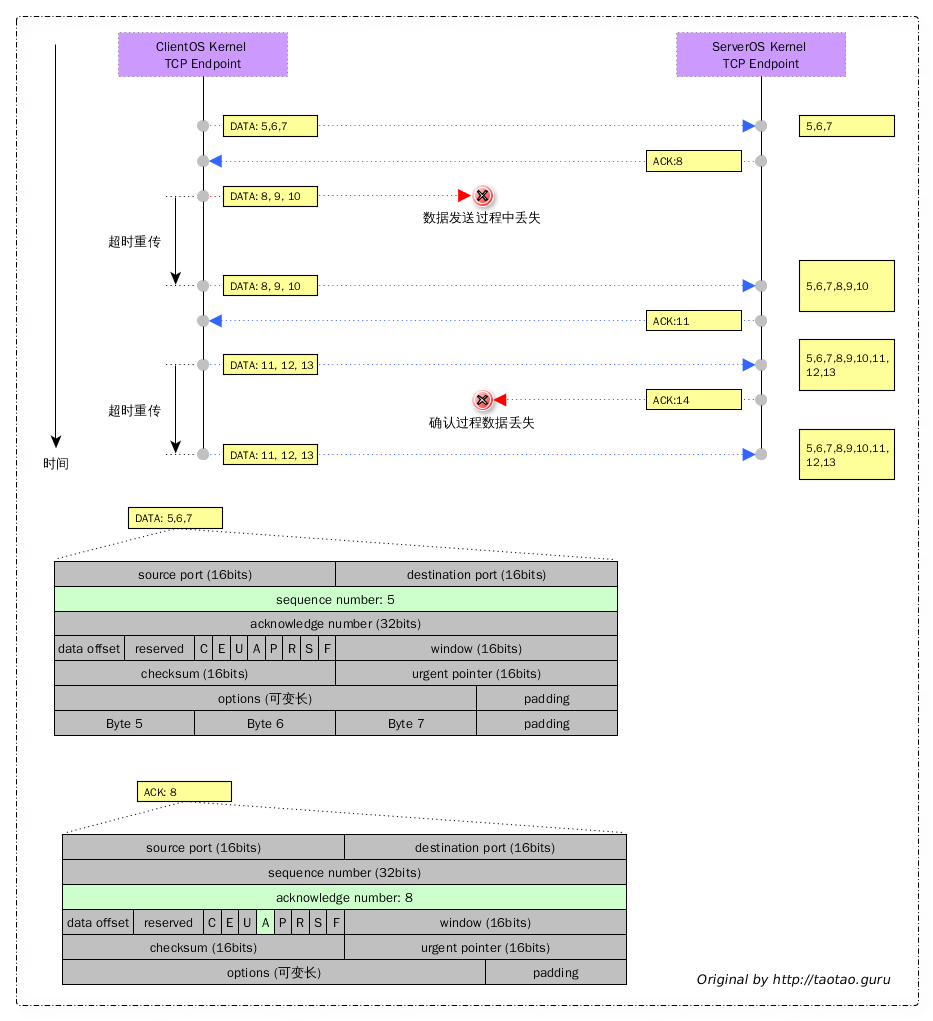 ClientOS Kernel
TCP Endpoint
ServerOS Kernel
TCP Endpoint
DATA: 5,6,7
5,6,7
ACK:8
DATA: 8, 9, 10
数据发送过程中丢失
超时重传
DATA: 8, 9, 10
5,6,7,8,9,10
ACK:11
DATA: 11, 12, 13
5,6,7,8,9,10,11,
12,13
ACK:14
超时重传
确认过程数据丢失
DATA: 11, 12, 13
5,6,7,8,9,10,11,
12,13
时间
DATA: 5,6,7
source port (16bits)
destination port (16bits)
sequence number: 5
acknowledge number (32bits)
data offset
reserved
C E U A P R S F
window (16bits)
checksum (16bits)
urgent pointer (16bits)
options (可变长)
padding
Byte 5
Byte 6
Byte 7
padding
ACK: 8
source port (16bits)
destination port (16bits)
sequence number (32bits)
acknowledge number: 8
data offset
reserved
C E U A P R S F
window (16bits)
checksum (16bits)
urgent pointer (16bits)
options (可变长)
padding
Original by http://taotao.guru